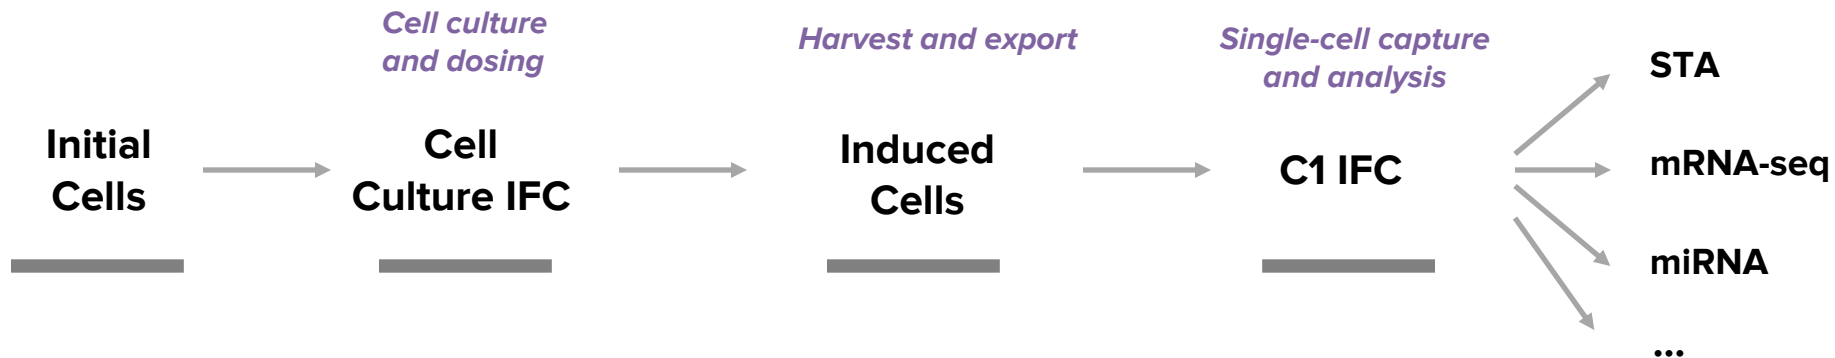 Cell culture
and dosing
Harvest and export
Single-cell capture
and analysis
Initial
Cells
Cell
Culture IFC
Induced
Cells
C1 IFC
STA
mRNA-seq
miRNA
...